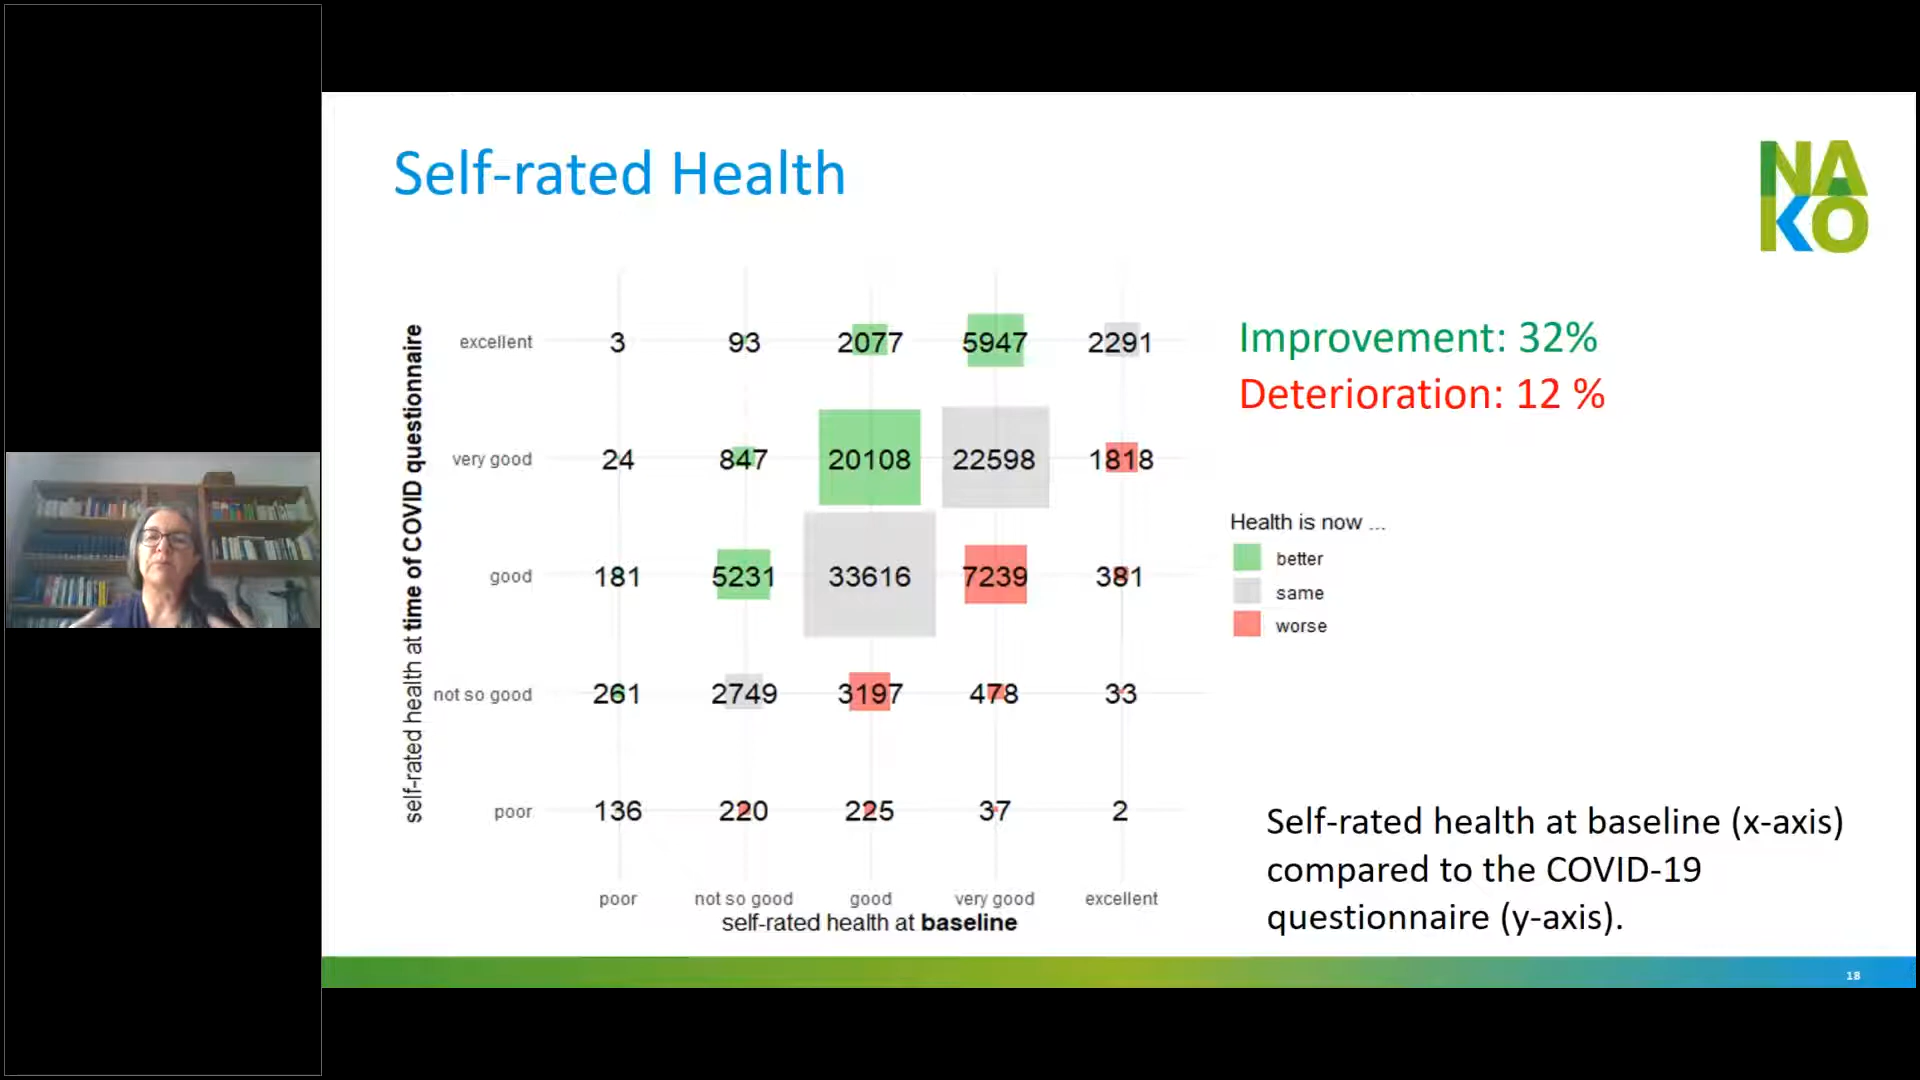 Self-rated Health
NA
KO
self-rated health at time of COVID questionnaire
excellent 3 93 2077 5947 2291
very good 24 847 20108 22598 1818
good 181 5231 33616 7239 381
not so good 261 2749 3197 478 33
poor 136 220 225 37 2
poor not so good good very good excellent
self-rated health at baseline
Improvement: 32%
Deterioration: 12 %
Health is now ...
better
same
worse
Self-rated health at baseline (x-axis)
compared to the COVID-19
questionnaire (y-axis).
18